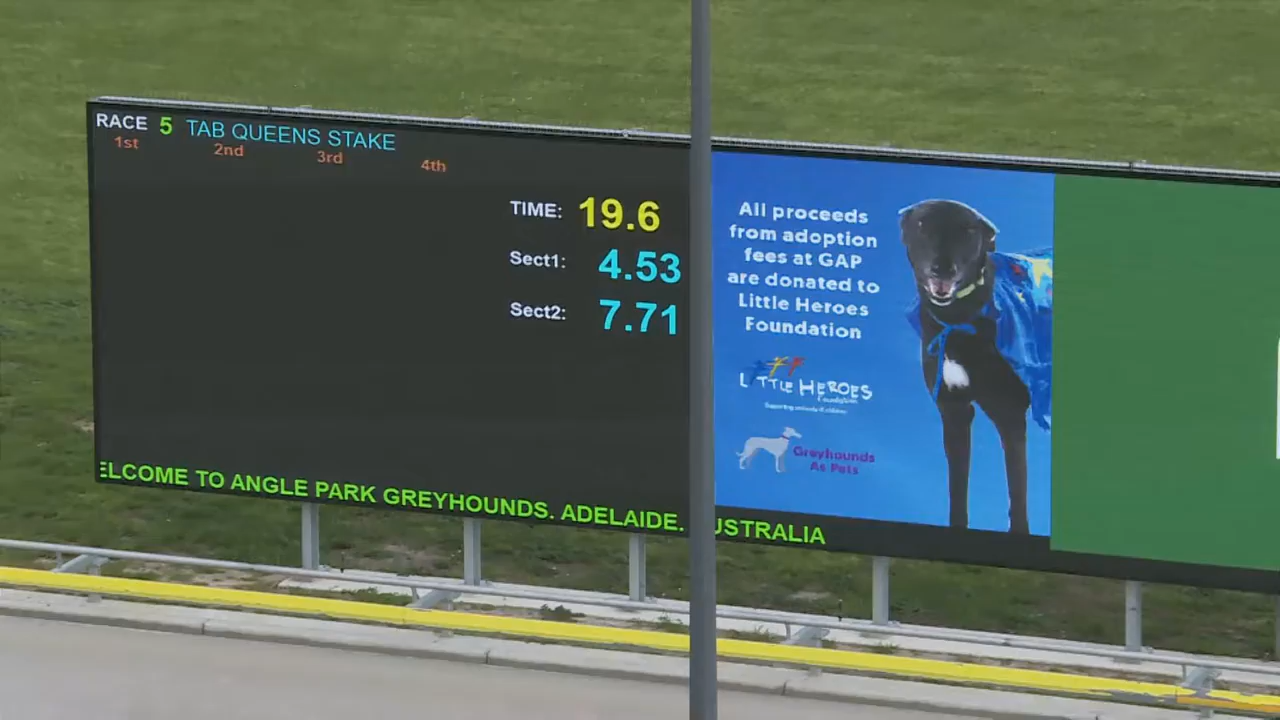 RACE 5 TAB QUEENS STAKE
1st 2nd 3rd 4th
TIME: 19.6
Sect1: 4.53
Sect2: 7.71
ELCOME TO ANGLE PARK GREYHOUNDS. ADELAIDE. USTRALIA
All proceeds
from adoption
fees at GAP
are donated to
Little Heroes
Foundation
LITTLE HEROES
Foundation
Greyhounds
As Pets